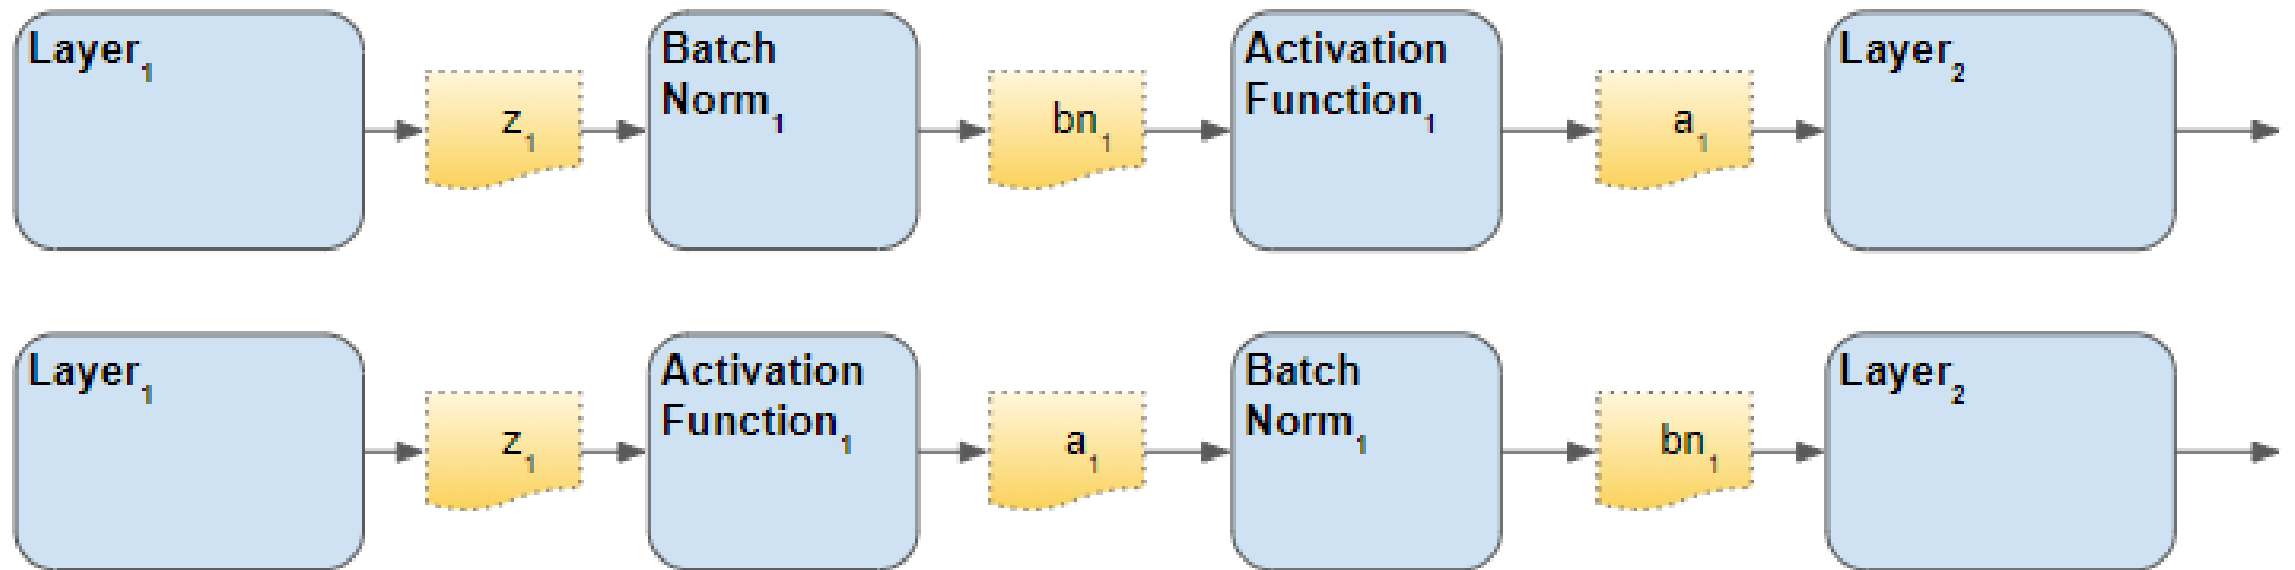 Layer₁
z₁
Batch
Norm₁
bn₁
Activation
Function₁
a₁
Layer₂
Layer₁
z₁
Activation
Function₁
a₁
Batch
Norm₁
bn₁
Layer₂